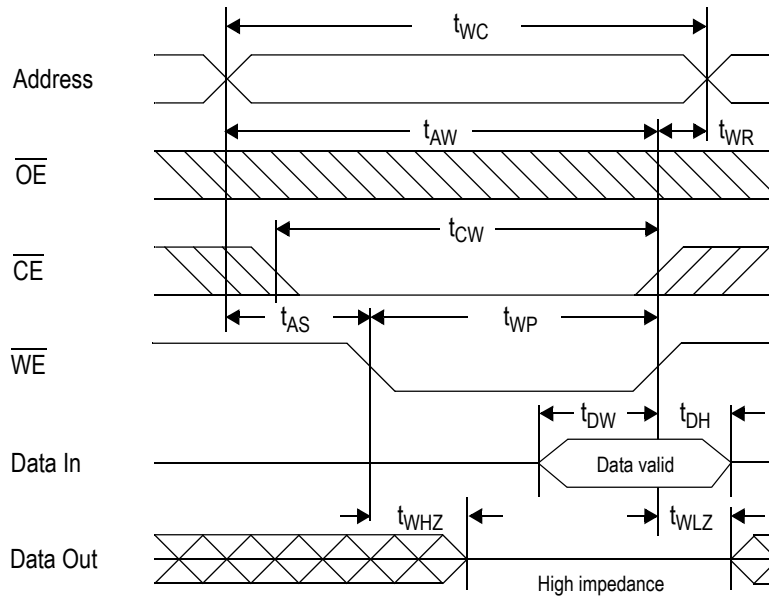 tWC
Address
tAW
tWR
OE
tCW
CE
tAS
tWP
WE
tDW
tDH
Data In
Data valid
tWHZ
tWLZ
Data Out
High impedance